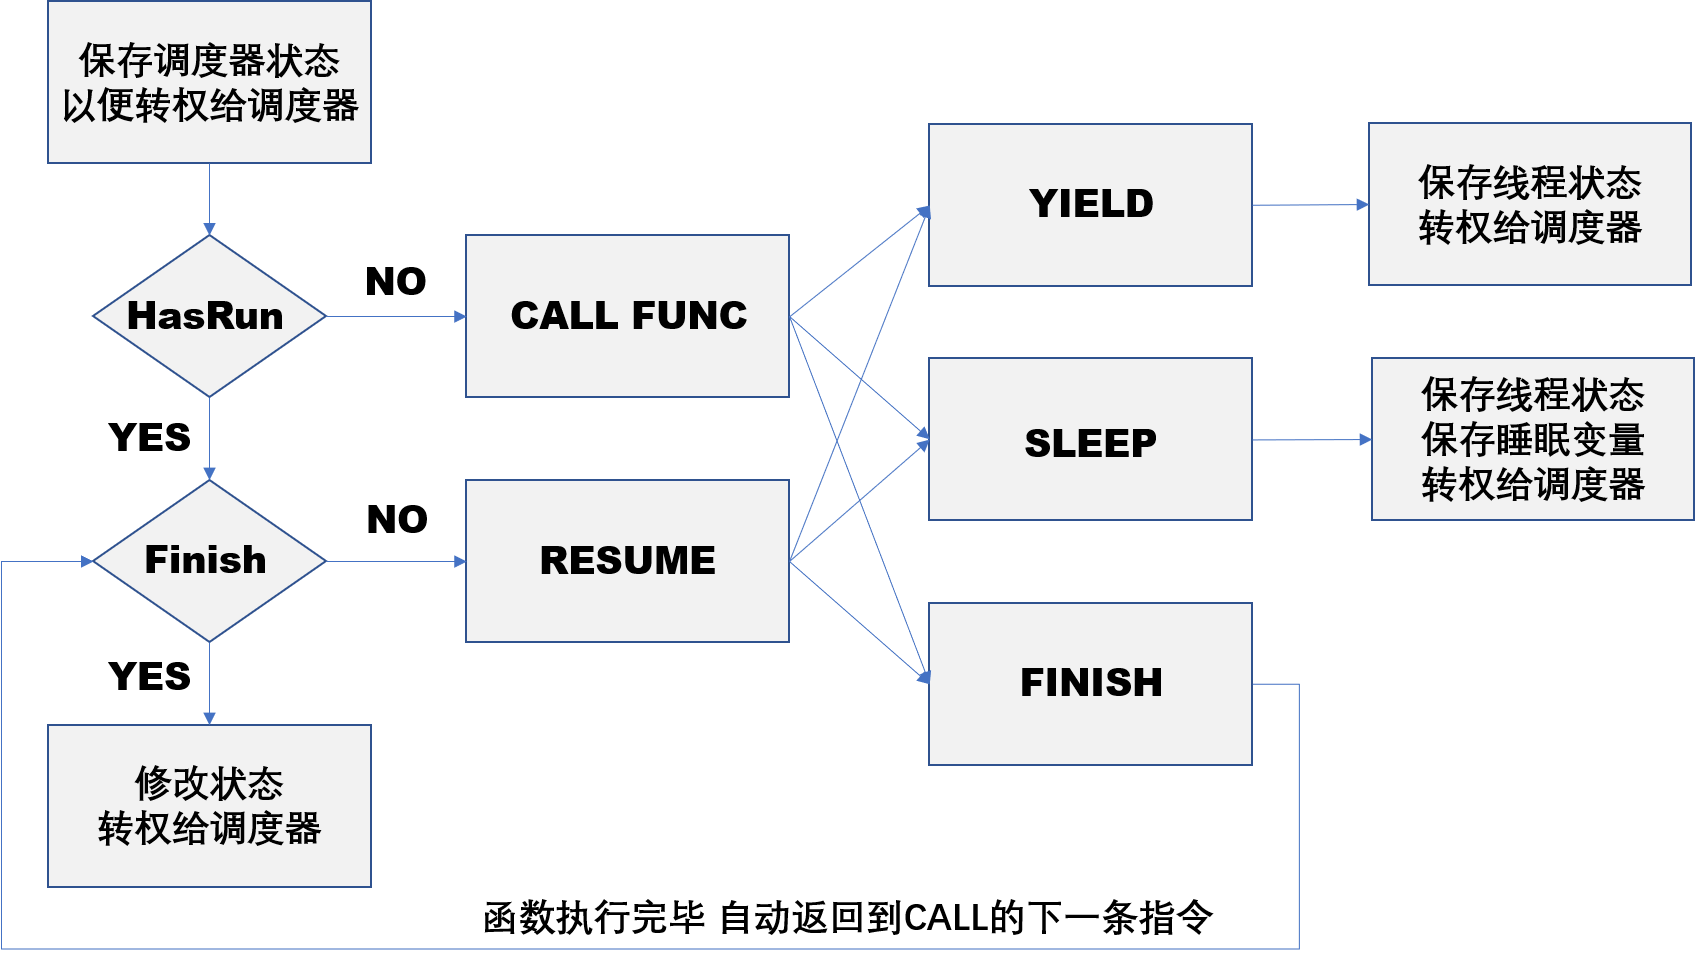 保存调度器状态
以便转权给调度器
HasRun
NO
CALL FUNC
YES
Finish
NO
RESUME
YES
修改状态
转权给调度器
YIELD
保存线程状态
转权给调度器
SLEEP
保存线程状态
保存睡眠变量
转权给调度器
FINISH
函数执行完毕 自动返回到CALL的下一条指令